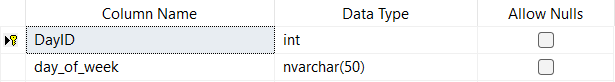 Column Name Data Type Allow Nulls
DayID int
day_of_week nvarchar(50)